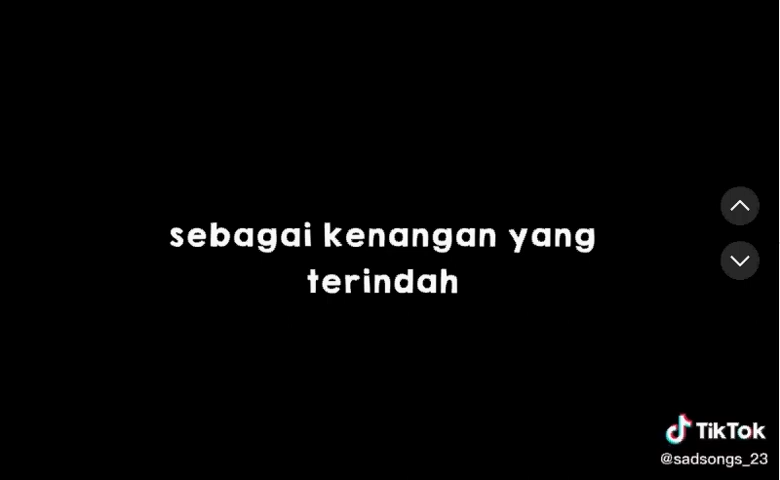 sebagai kenangan yang
terindah
TikTok
@sadsongs_23